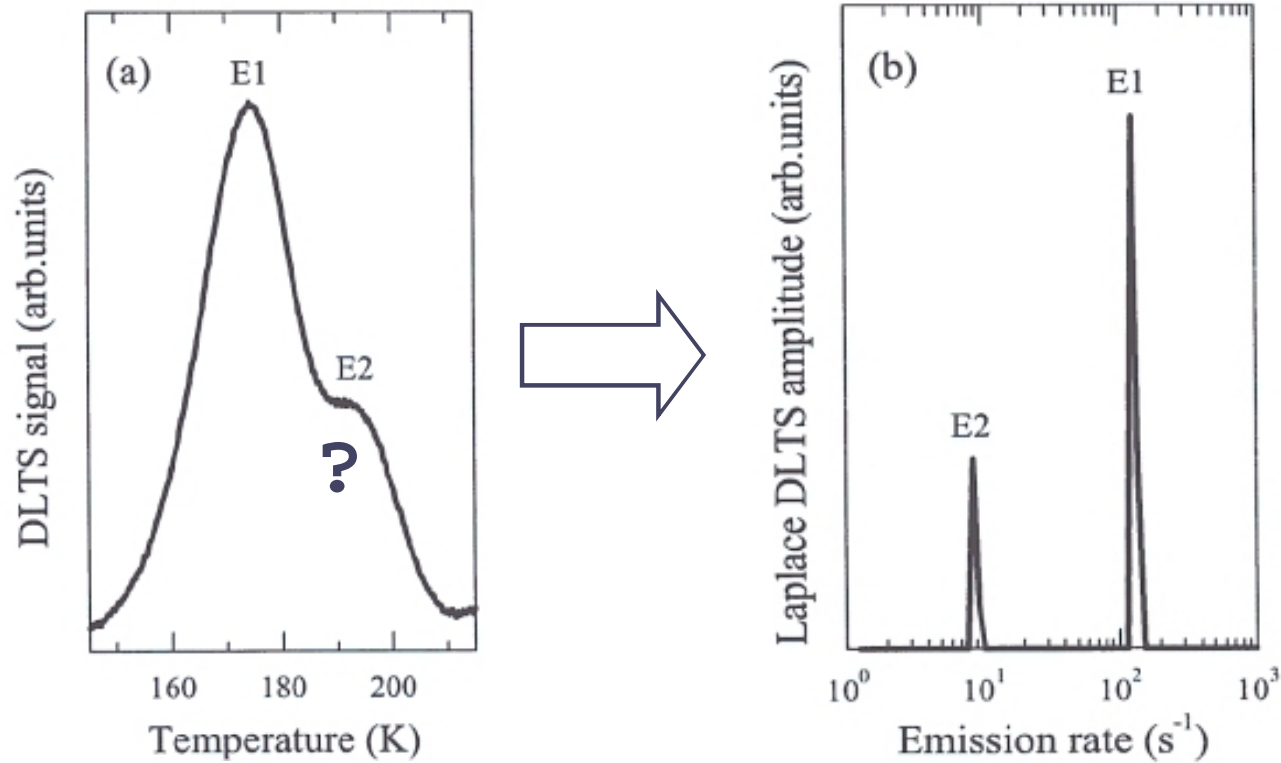 (a)
E1
E2
?
DLTS signal (arb.units)
160 180 200
Temperature (K)
(b)
E1
E2
Laplace DLTS amplitude (arb.units)
10⁰ 10¹ 10² 10³
Emission rate (s⁻¹)